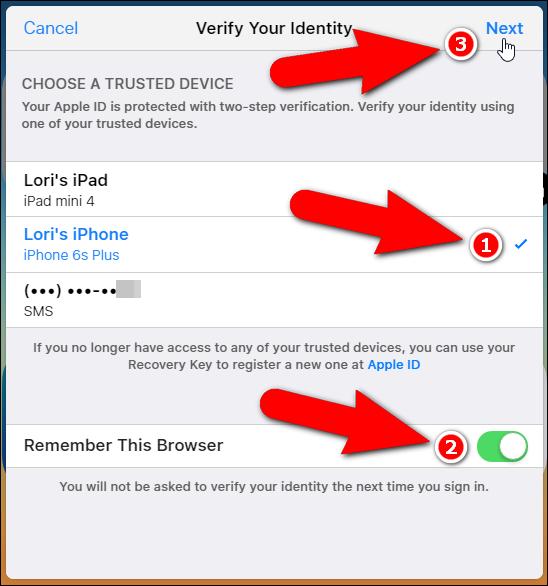 Cancel Verify Your Identity Next
3
CHOOSE A TRUSTED DEVICE
Your Apple ID is protected with two-step verification. Verify your identity using
one of your trusted devices.
Lori's iPad
iPad mini 4
Lori's iPhone
1
iPhone 6s Plus
(•••) •••-••
SMS
If you no longer have access to any of your trusted devices, you can use your
Recovery Key to register a new one at Apple ID
Remember This Browser 2
You will not be asked to verify your identity the next time you sign in.